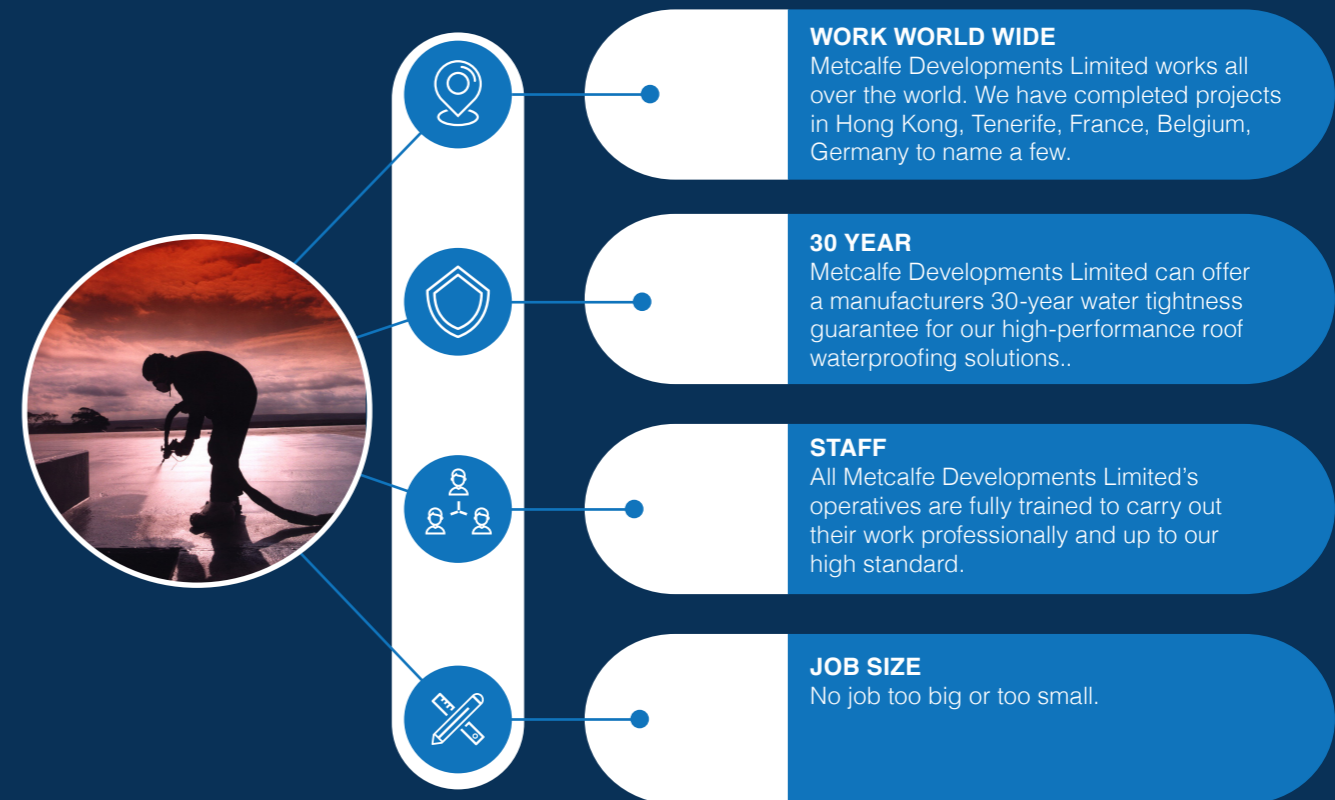 WORK WORLD WIDE
Metcalfe Developments Limited works all
over the world. We have completed projects
in Hong Kong, Tenerife, France, Belgium,
Germany to name a few.
30 YEAR
Metcalfe Developments Limited can offer
a manufacturers 30-year water tightness
guarantee for our high-performance roof
waterproofing solutions..
STAFF
All Metcalfe Developments Limited’s
operatives are fully trained to carry out
their work professionally and up to our
high standard.
JOB SIZE
No job too big or too small.